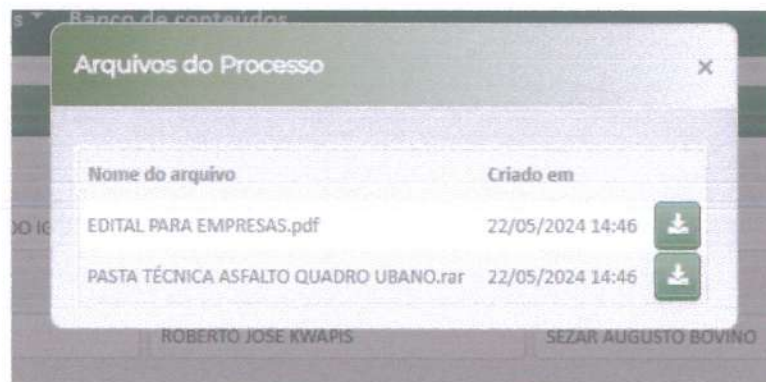 s Banco de conteúdos
Arquivos do Processo ×
Nome do arquivo Criado em
EDITAL PARA EMPRESAS.pdf 22/05/2024 14:46
PASTA TÉCNICA ASFALTO QUADRO UBANO.rar 22/05/2024 14:46
ROBERTO JOSE KWAPIS SEZAR AUGUSTO BOVINO